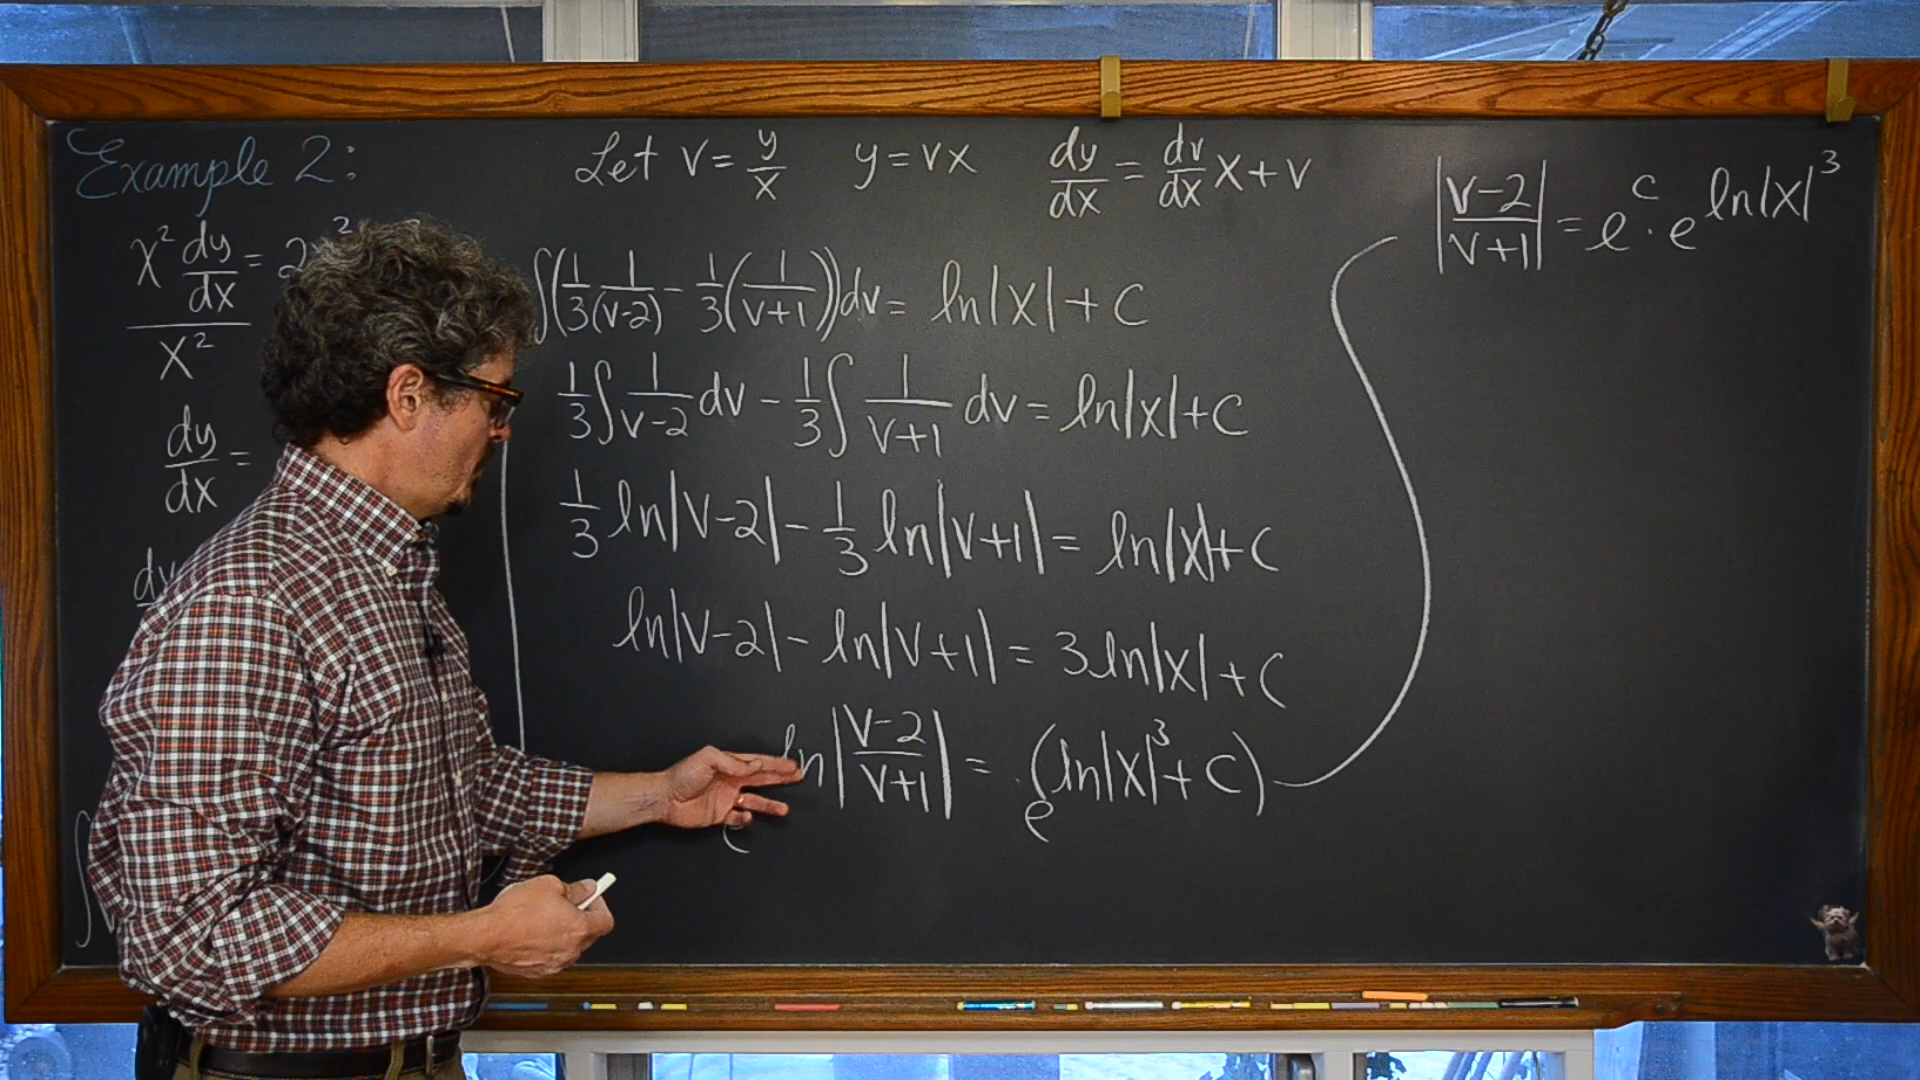 Example 2:
x² dy/dx = 2y²
x²
dy/dx =
dv
∫
Let v = y/x   y = vx   dy/dx = dv/dx x + v
∫(1/3 1/(v-2) - 1/3 (1/(v+1))) dv = ln|x| + C
1/3 ∫ 1/(v-2) dv - 1/3 ∫ 1/(v+1) dv = ln|x| + C
1/3 ln|v-2| - 1/3 ln|v+1| = ln|x| + C
ln|v-2| - ln|v+1| = 3 ln|x| + C
e^(ln|(v-2)/(v+1)|) = e^(ln|x|³ + C)
|(v-2)/(v+1)| = e^c · e^(ln|x|³)